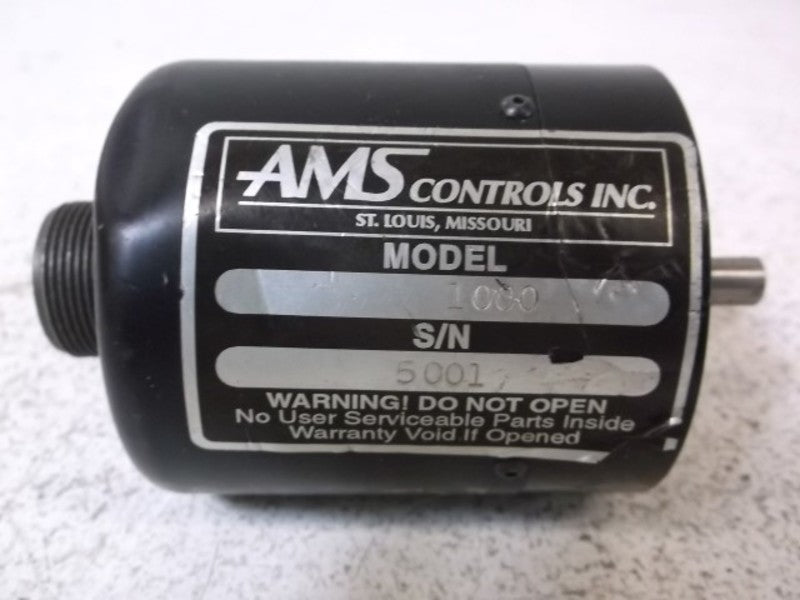 AMS CONTROLS INC.
ST. LOUIS, MISSOURI
MODEL
1000
S/N
5001
WARNING! DO NOT OPEN
No User Serviceable Parts Inside
Warranty Void If Opened